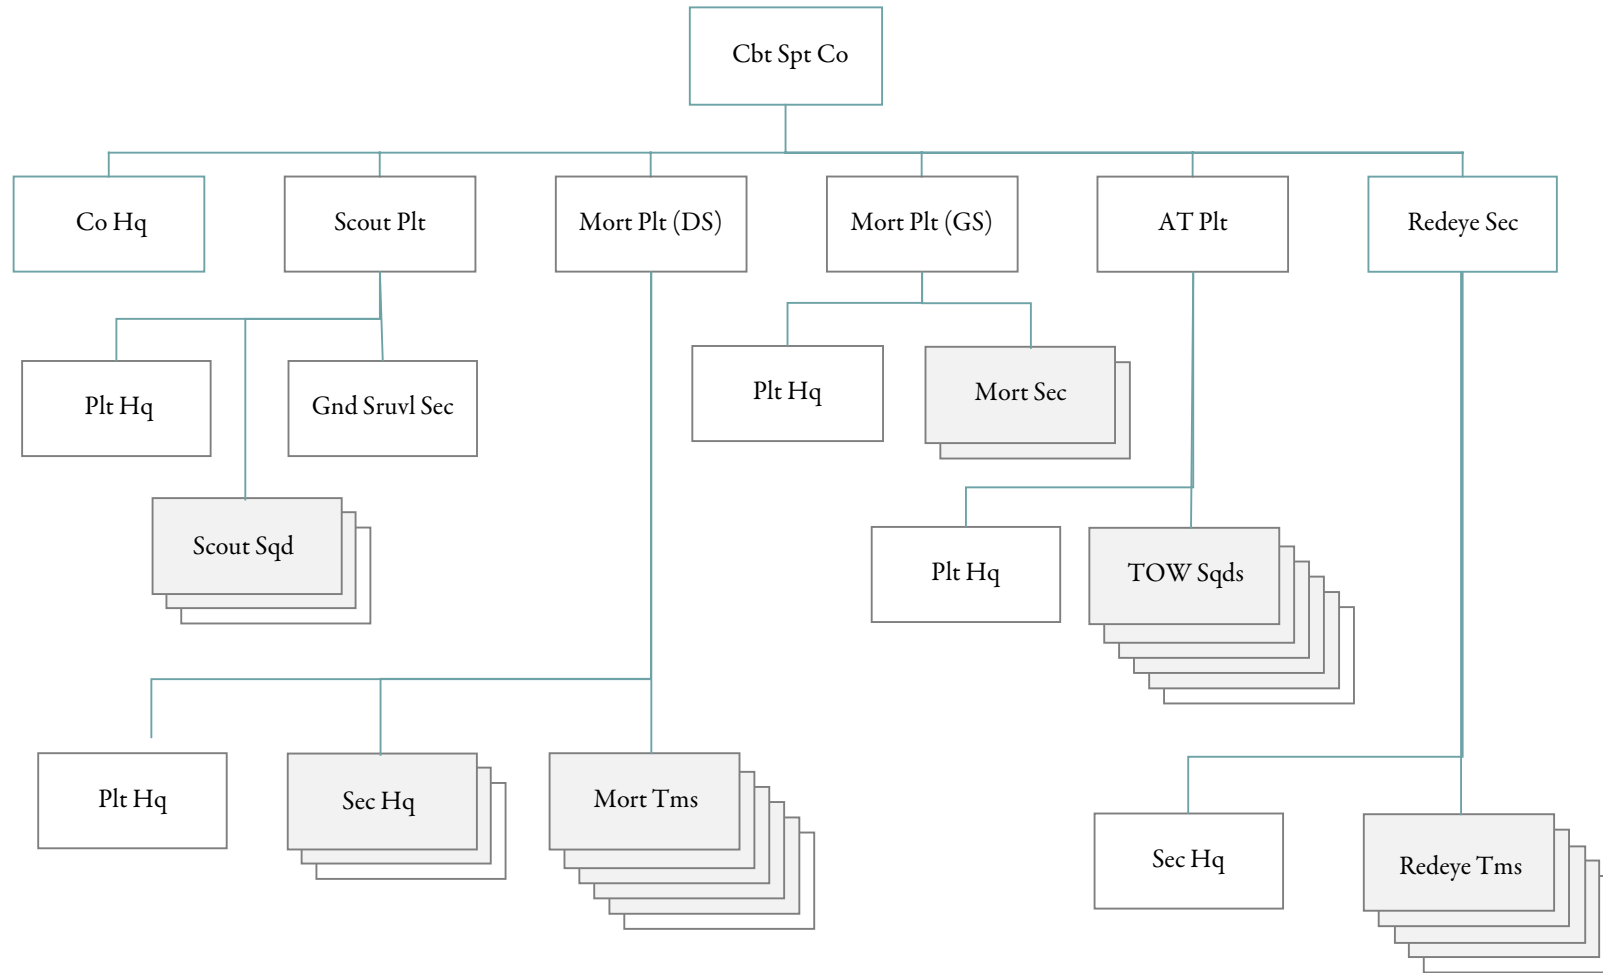 Cbt Spt Co
Co Hq
Scout Plt
Mort Plt (DS)
Mort Plt (GS)
AT Plt
Redeye Sec
Plt Hq
Gnd Sruvl Sec
Plt Hq
Mort Sec
Scout Sqd
Plt Hq
TOW Sqds
Plt Hq
Sec Hq
Mort Tms
Sec Hq
Redeye Tms